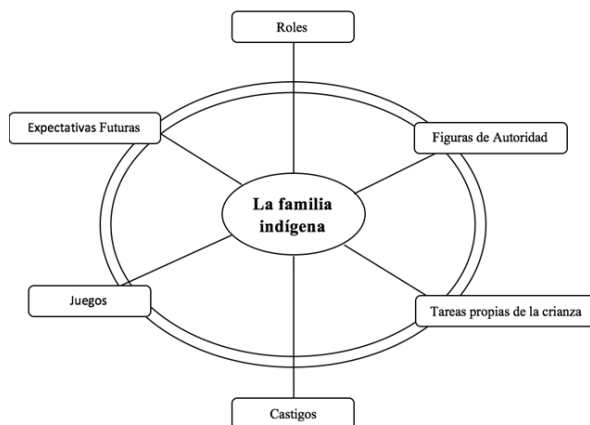 Roles
Expectativas Futuras
Figuras de Autoridad
La familia
indígena
Juegos
Tareas propias de la crianza
Castigos